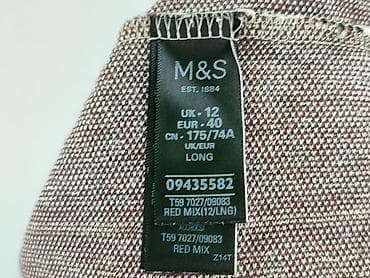 M&S
EST. 1884
UK - 12
EUR - 40
CN - 175/74A
UK/EUR
LONG
09435582
T59 7027/09083
RED MIX(12/LNG)
T59 7027/09083
RED MIX
Z14T